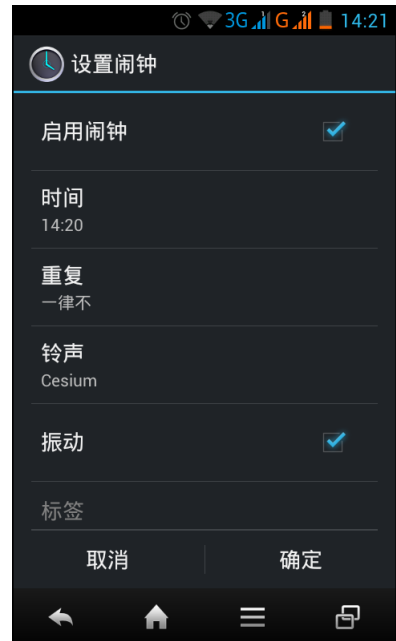 3G G 14:21
设置闹钟
启用闹钟
时间
14:20
重复
一律不
铃声
Cesium
振动
标签
取消 确定